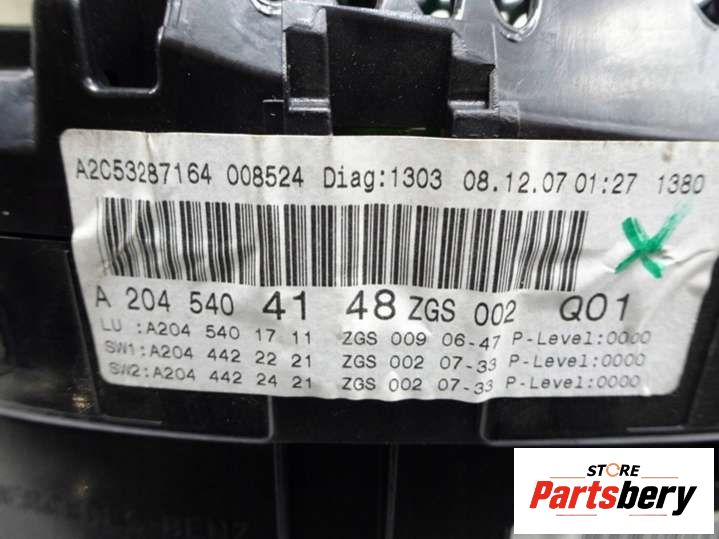 A2C53287164 008524 Diag:1303 08.12.07 01:27 1380
A 204 540 41 48 ZGS 002 Q01
LU :A204 540 17 11 ZGS 009 06-47 P-Level:0000
SW1:A204 442 22 21 ZGS 002 07-33 P-Level:0000
SW2:A204 442 24 21 ZGS 002 07-33 P-Level:0000
STORE
Partsbery